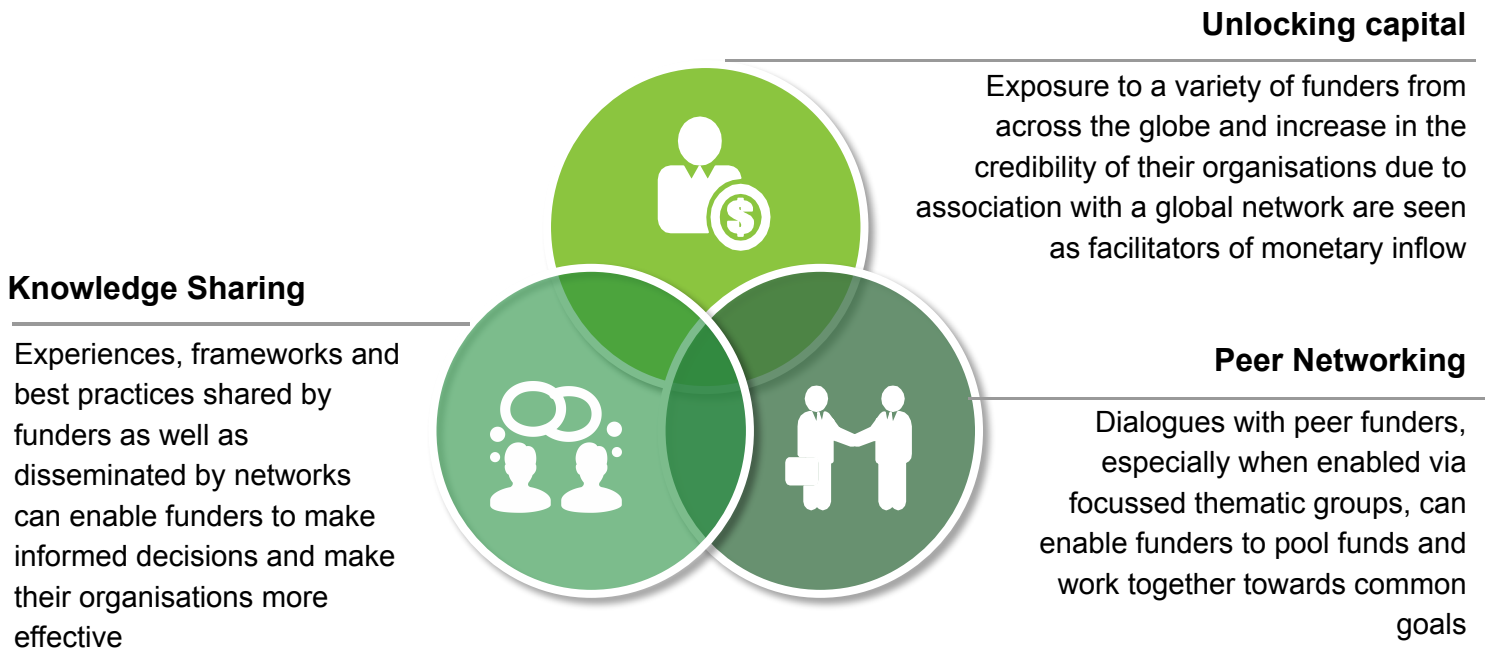 Unlocking capital
Exposure to a variety of funders from
across the globe and increase in the
credibility of their organisations due to
association with a global network are seen
as facilitators of monetary inflow
Knowledge Sharing
Experiences, frameworks and
best practices shared by
funders as well as
disseminated by networks
can enable funders to make
informed decisions and make
their organisations more
effective
Peer Networking
Dialogues with peer funders,
especially when enabled via
focussed thematic groups, can
enable funders to pool funds and
work together towards common
goals
$